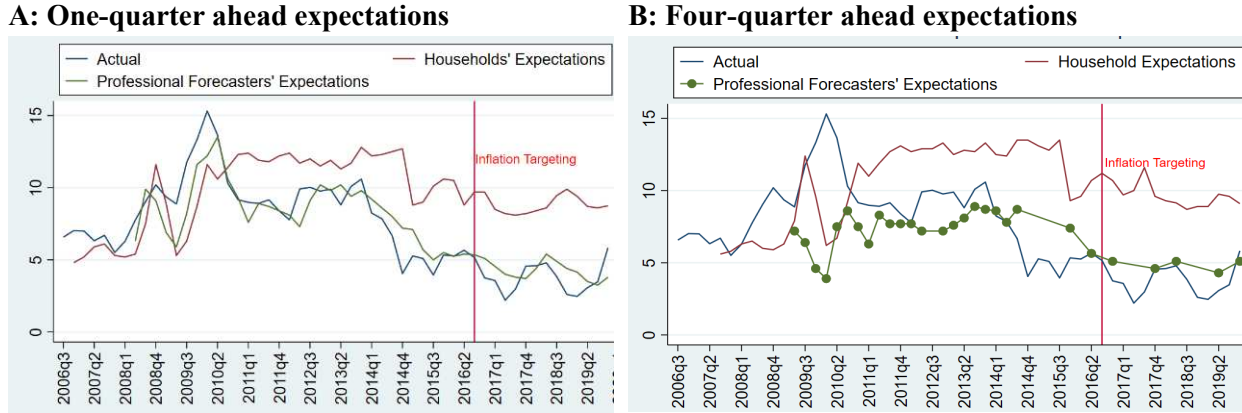 A: One-quarter ahead expectations
Actual
Households' Expectations
Professional Forecasters' Expectations
15
10
5
0
Inflation Targeting
2006q3
2007q2
2008q1
2008q4
2009q3
2010q2
2011q1
2011q4
2012q3
2013q2
2014q1
2014q4
2015q3
2016q2
2017q1
2017q4
2018q3
2019q2
B: Four-quarter ahead expectations
Actual
Household Expectations
Professional Forecasters' Expectations
15
10
5
0
Inflation Targeting
2006q3
2007q2
2008q1
2008q4
2009q3
2010q2
2011q1
2011q4
2012q3
2013q2
2014q1
2014q4
2015q3
2016q2
2017q1
2017q4
2018q3
2019q2